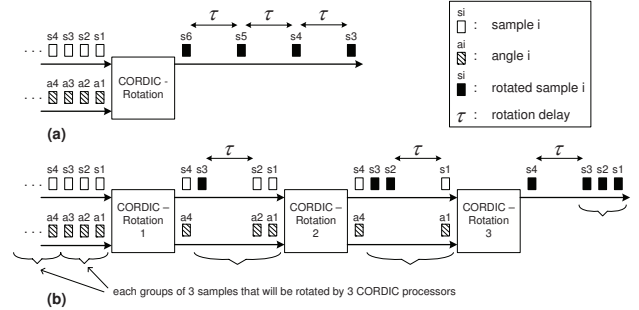 τ τ τ
s6 s5 s4 s3
. . . s4 s3 s2 s1
. . . a4 a3 a2 a1
CORDIC -
Rotation
(a)
si : sample i
ai : angle i
si : rotated sample i
τ : rotation delay
τ τ τ
. . . s4 s3 s2 s1
. . . a4 a3 a2 a1
CORDIC –
Rotation
1
s4 s3 s2 s1
a4 a2 a1
CORDIC –
Rotation
2
s4 s3 s2 s1
a4 a1
CORDIC –
Rotation
3
s4 s3 s2 s1
(b)
each groups of 3 samples that will be rotated by 3 CORDIC processors